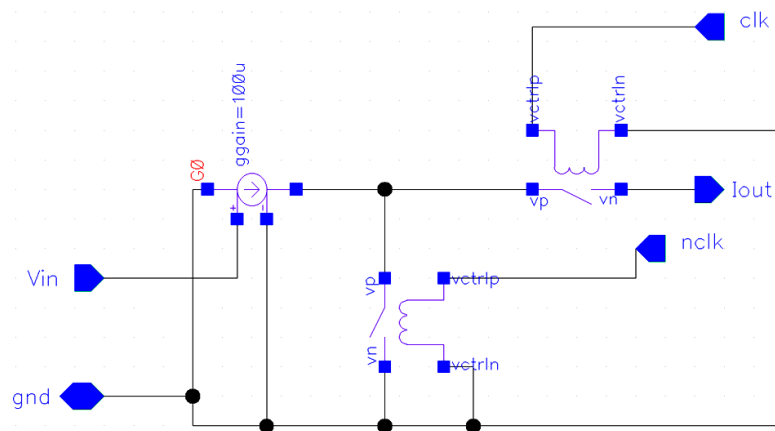 clk
ggain=100u
vctrlp
vctrln
G0
vp
vn
Iout
+
-
nclk
Vin
vp
vctrlp
vn
vctrln
gnd